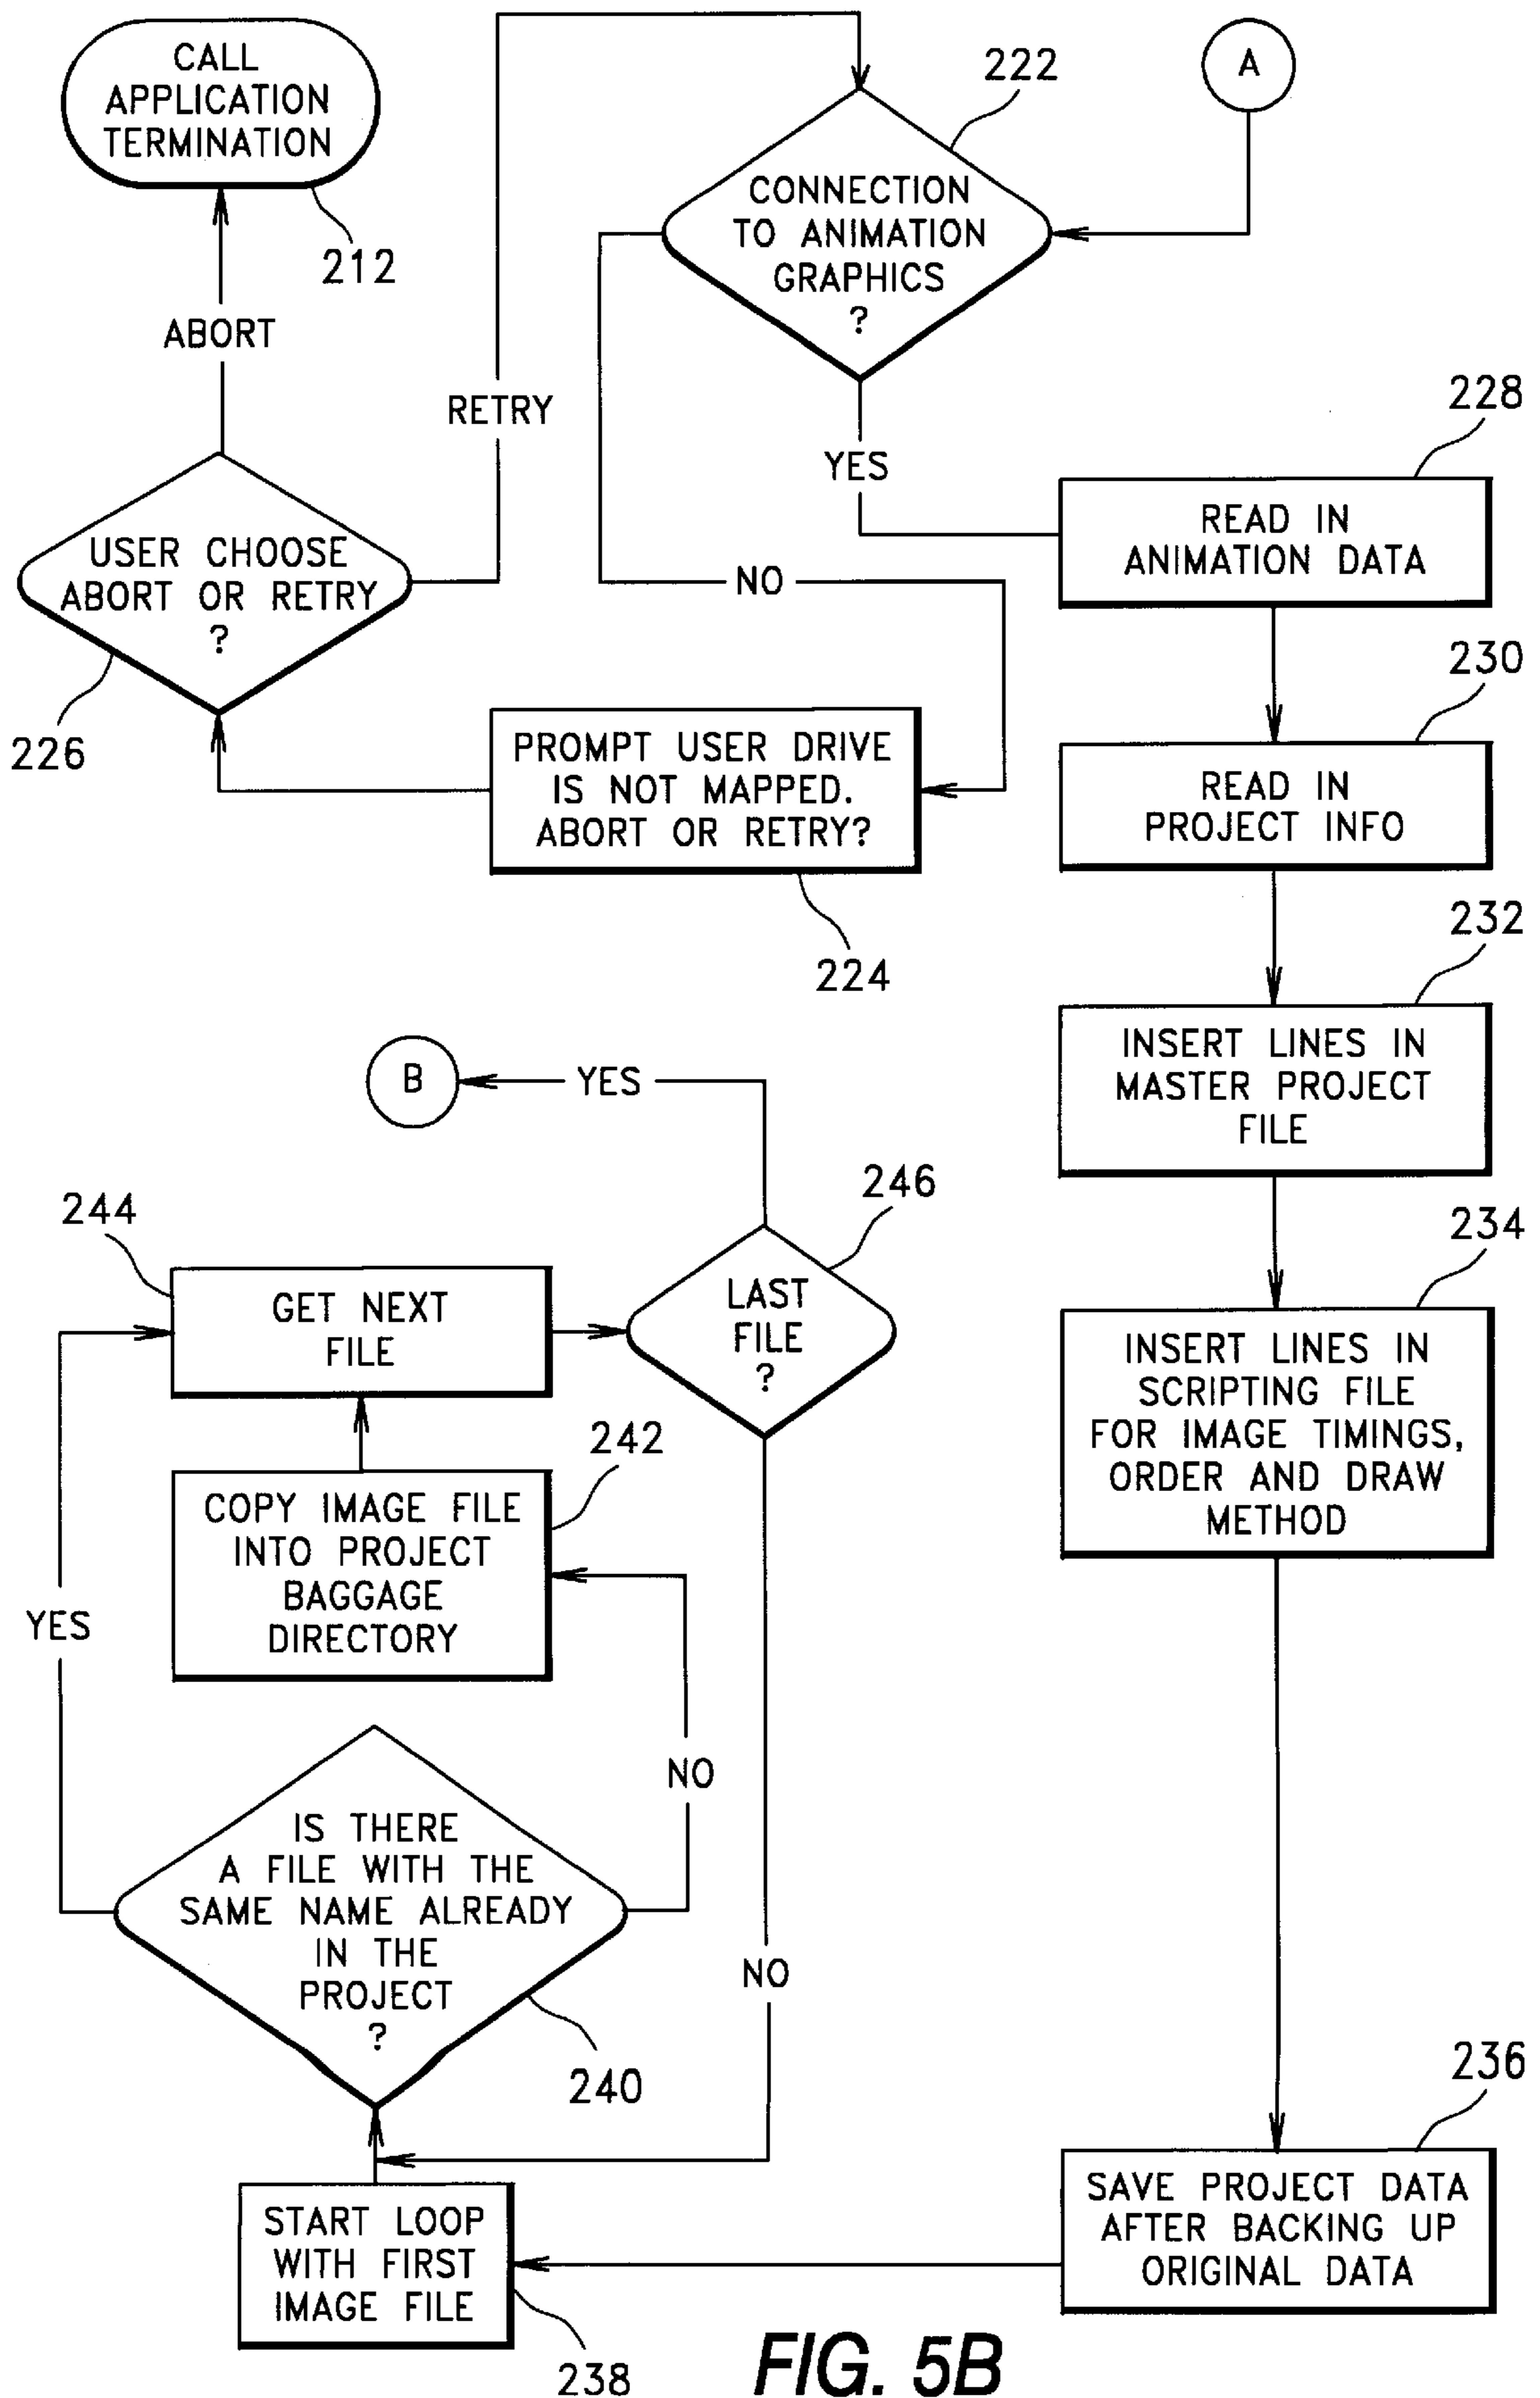 CALL
APPLICATION
TERMINATION
212
ABORT
RETRY
222
A
CONNECTION
TO ANIMATION
GRAPHICS
?
YES
NO
USER CHOOSE
ABORT OR RETRY
?
226
PROMPT USER DRIVE
IS NOT MAPPED.
ABORT OR RETRY?
224
228
READ IN
ANIMATION DATA
230
READ IN
PROJECT INFO
232
INSERT LINES IN
MASTER PROJECT
FILE
234
INSERT LINES IN
SCRIPTING FILE
FOR IMAGE TIMINGS,
ORDER AND DRAW
METHOD
236
SAVE PROJECT DATA
AFTER BACKING UP
ORIGINAL DATA
B
YES
246
LAST
FILE
?
244
GET NEXT
FILE
242
COPY IMAGE FILE
INTO PROJECT
BAGGAGE
DIRECTORY
YES
NO
IS THERE
A FILE WITH THE
SAME NAME ALREADY
IN THE
PROJECT
?
240
NO
START LOOP
WITH FIRST
IMAGE FILE
238
FIG. 5B